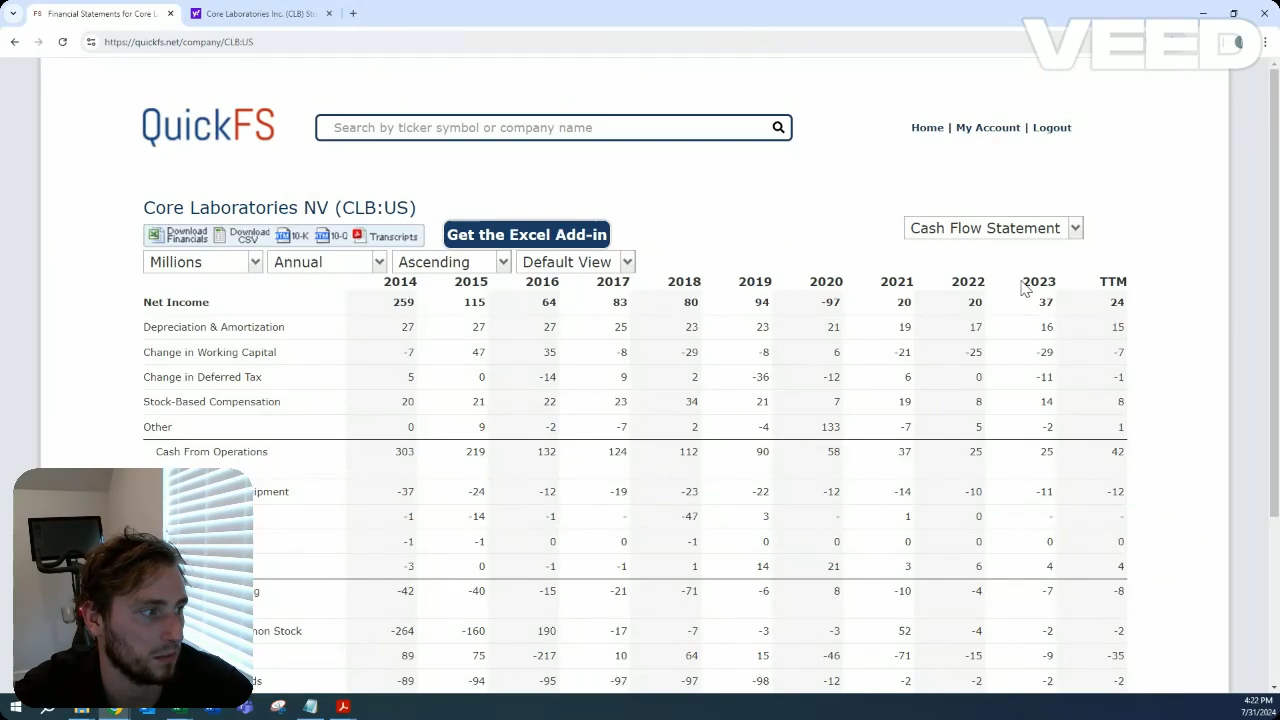 FS Financial Statements for Core L
Core Laboratories Inc. (CLB) Sto
https://quickfs.net/company/CLB:US
VEED
QuickFS
Search by ticker symbol or company name
Home | My Account | Logout
Core Laboratories NV (CLB:US)
Download Financials
Download CSV
10-K
10-Q
Transcripts
Get the Excel Add-in
Cash Flow Statement
Millions Annual Ascending Default View
2014 2015 2016 2017 2018 2019 2020 2021 2022 2023 TTM
Net Income 259 115 64 83 80 94 -97 20 20 37 24
Depreciation & Amortization 27 27 27 25 23 23 21 19 17 16 15
Change in Working Capital -7 47 35 -8 -29 -8 6 -21 -25 -29 -7
Change in Deferred Tax 5 0 -14 9 2 -36 -12 6 0 -11 -1
Stock-Based Compensation 20 21 22 23 34 21 7 19 8 14 8
Other 0 9 -2 -7 2 -4 133 -7 5 -2 1
Cash From Operations 303 219 132 124 112 90 58 37 25 25 42
ipment -37 -24 -12 -19 -23 -22 -12 -14 -10 -11 -12
-1 -14 -1 - -47 3 - 1 0 - -
-1 -1 0 0 -1 0 0 0 0 0 0
-3 0 -1 -1 1 14 21 3 6 4 4
g -42 -40 -15 -21 -71 -6 8 -10 -4 -7 -8
non Stock -264 -160 190 -17 -7 -3 -3 52 -4 -2 -2
89 75 -217 10 64 15 -46 -71 -15 -9 -35
ds -89 -94 -95 -97 -97 -98 -12 -2 -2 -2 -2
4:22 PM
7/31/2024